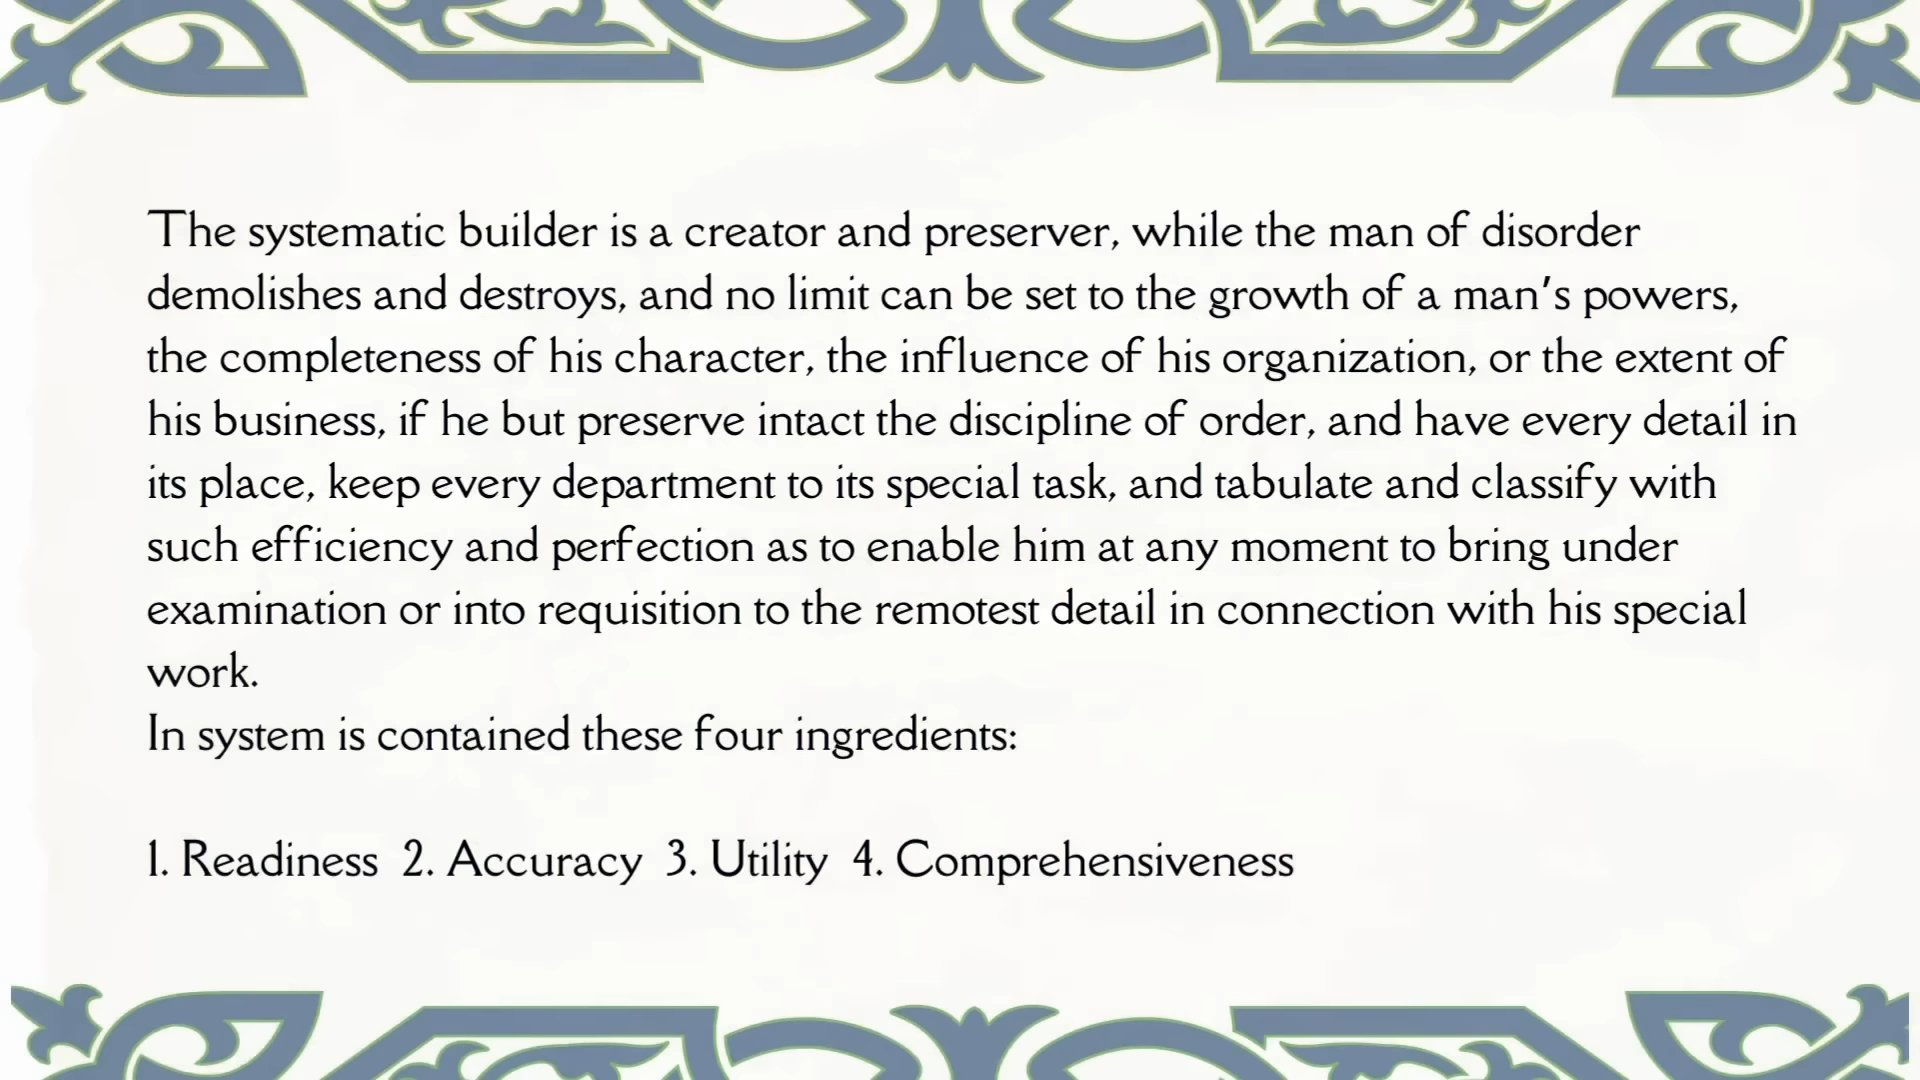 The systematic builder is a creator and preserver, while the man of disorder
demolishes and destroys, and no limit can be set to the growth of a man's powers,
the completeness of his character, the influence of his organization, or the extent of
his business, if he but preserve intact the discipline of order, and have every detail in
its place, keep every department to its special task, and tabulate and classify with
such efficiency and perfection as to enable him at any moment to bring under
examination or into requisition to the remotest detail in connection with his special
work.
In system is contained these four ingredients:
1. Readiness 2. Accuracy 3. Utility 4. Comprehensiveness